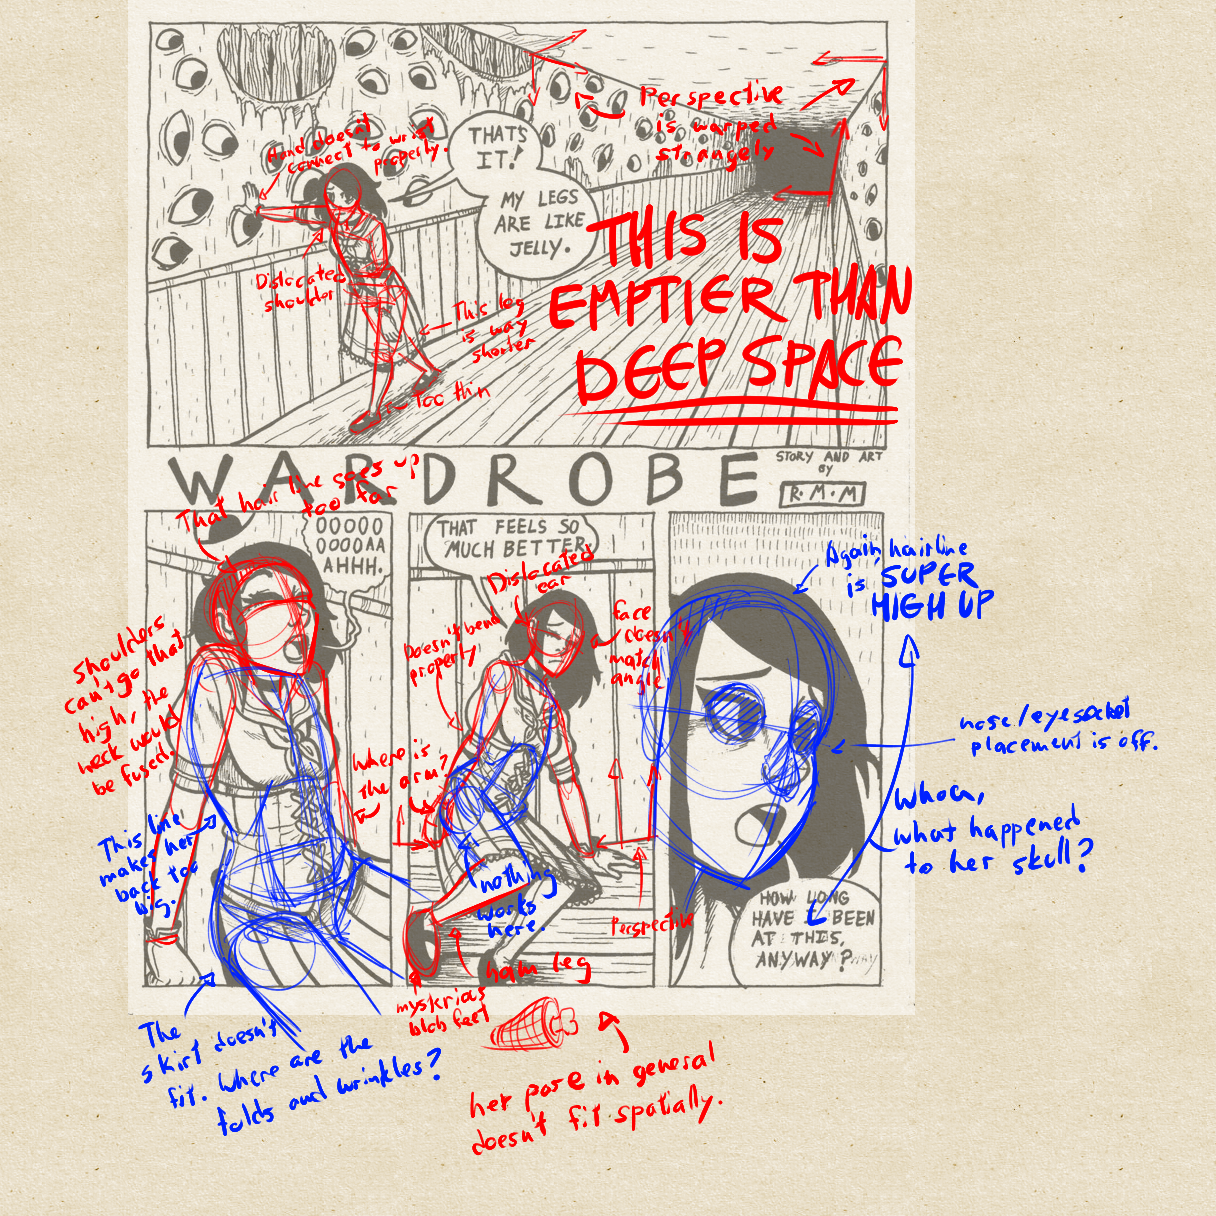 Hand doesn't
connect to wrist
properly.
THAT'S
IT!
MY LEGS
ARE LIKE
JELLY.
Perspective
is warped
strangely
THIS IS
EMPTIER THAN
DEEP SPACE
Dislocated
shoulder
This leg
is way
shorter
too thin
WARDROBE
STORY AND ART
BY
R.M.M
That hair line goes up
too far
OOOOO
OOOOAA
AHHH.
THAT FEELS SO
MUCH BETTER
Dislocated
ear
Doesn't bend
properly
face
doesn't
match
angle
shoulders
can't go that
high, the
neck would
be fused.
Where is
the arm?
This line
makes her
back too
big.
nothing
works
here.
Perspective
ham leg
mysterious
blob feet
The
skirt doesn't
fit. Where are the
folds and wrinkles?
her pose in general
doesn't fit spatially.
Again, hairline
is SUPER
HIGH UP
nose/eyesocket
placement is off.
Whoa,
what happened
to her skull?
HOW LONG
HAVE I BEEN
AT THIS,
ANYWAY?